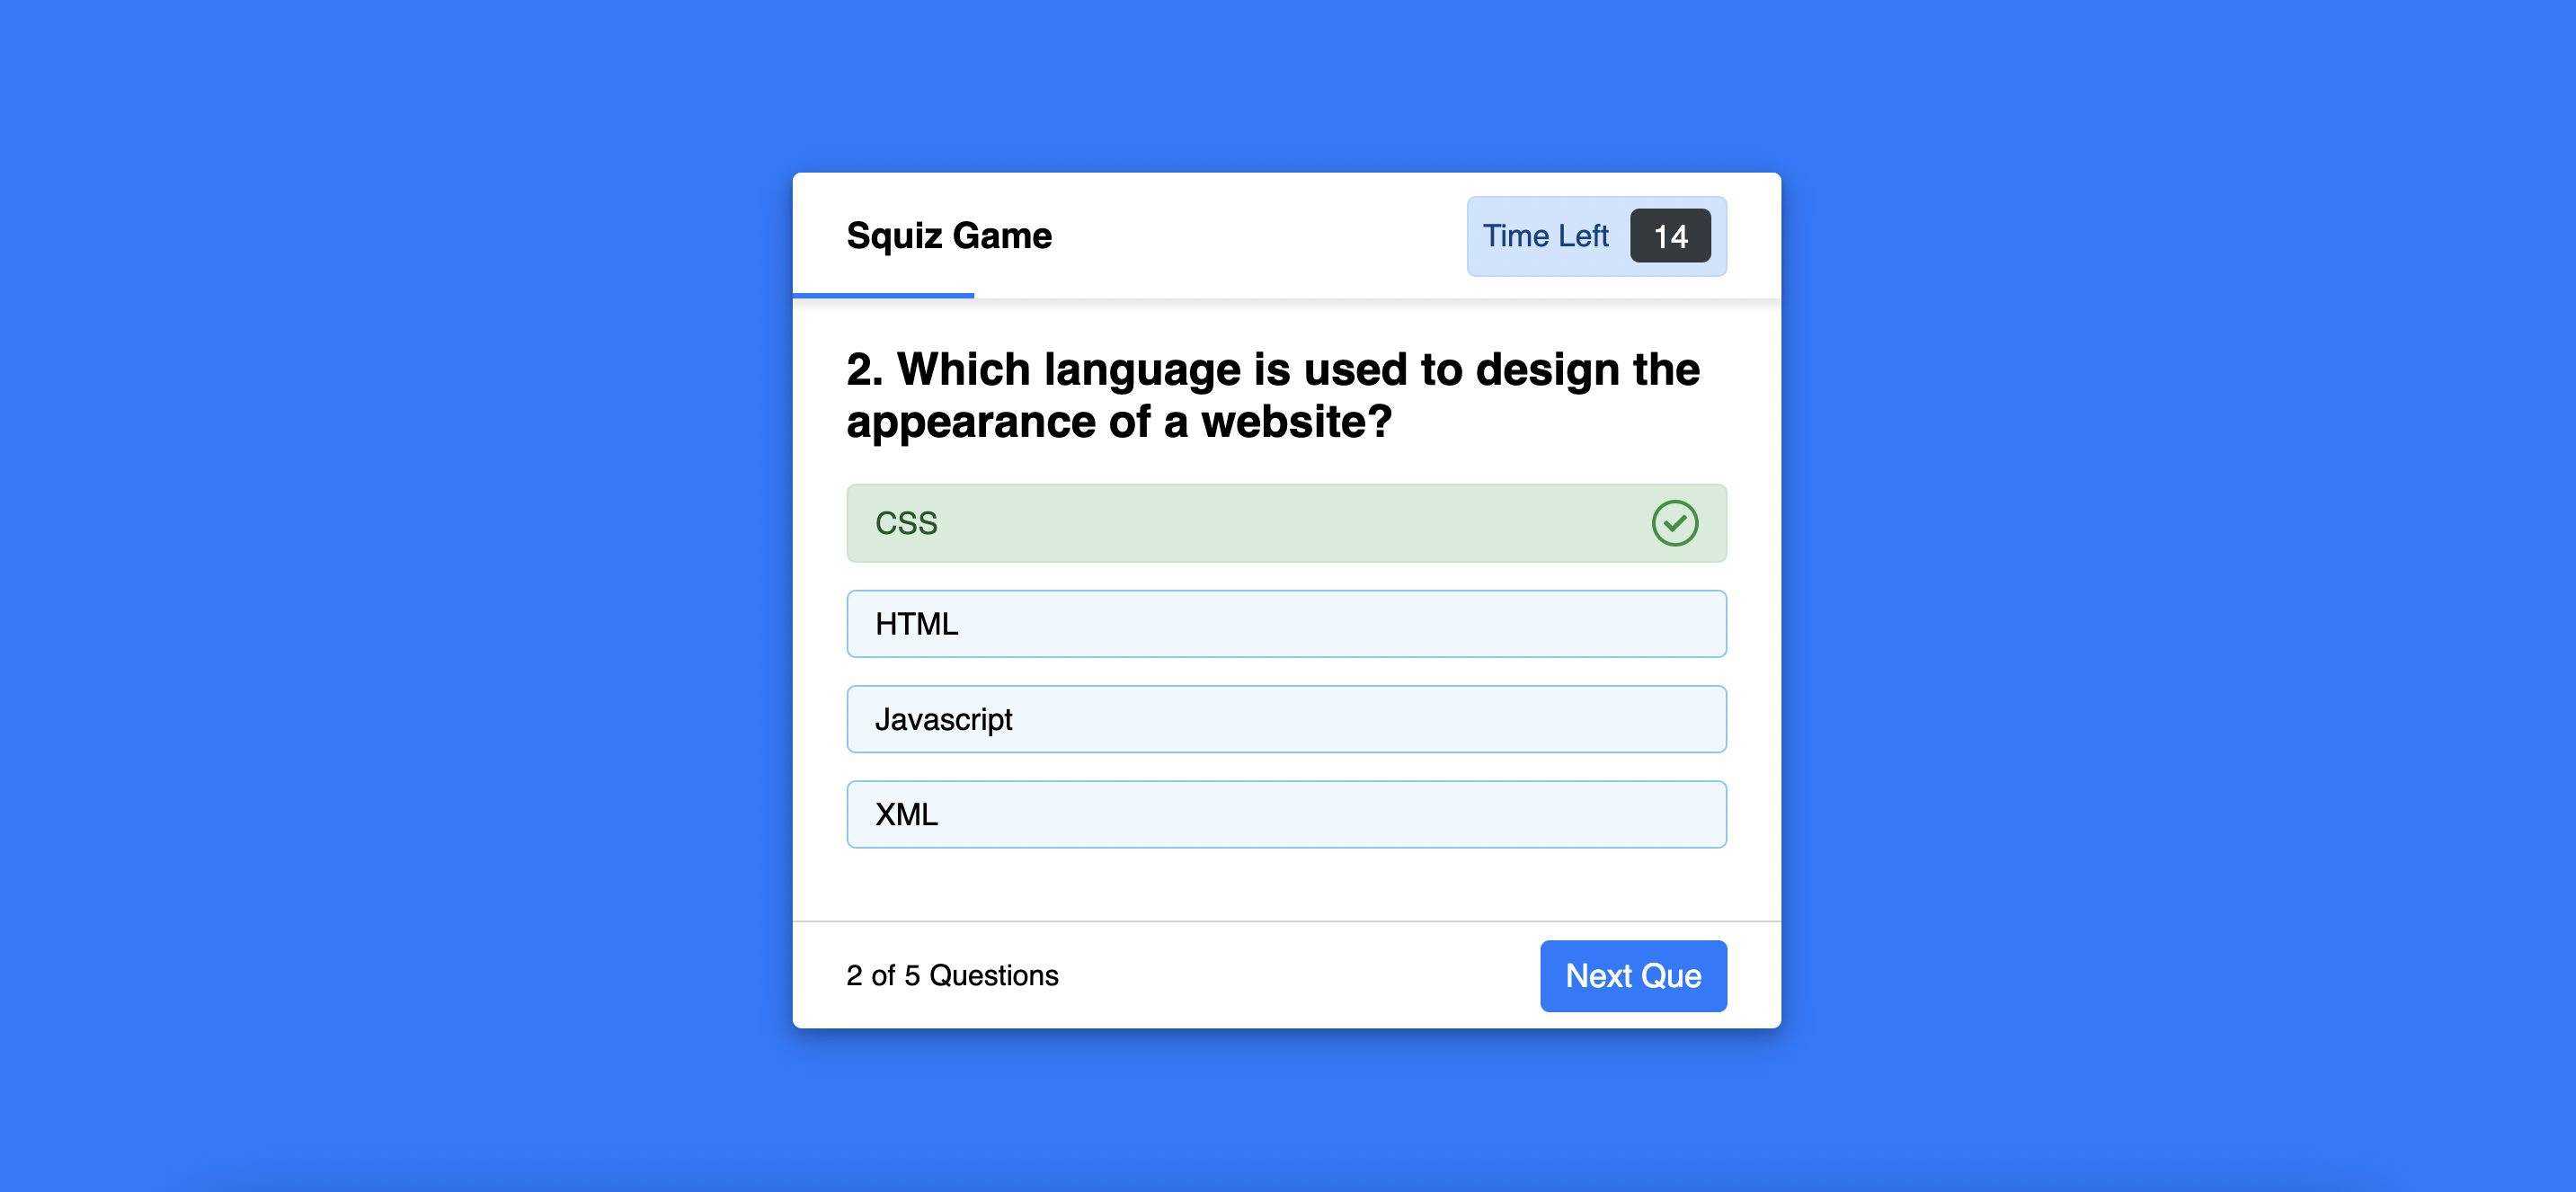 Squiz Game
Time Left 14
2. Which language is used to design the
appearance of a website?
CSS
HTML
Javascript
XML
2 of 5 Questions
Next Que